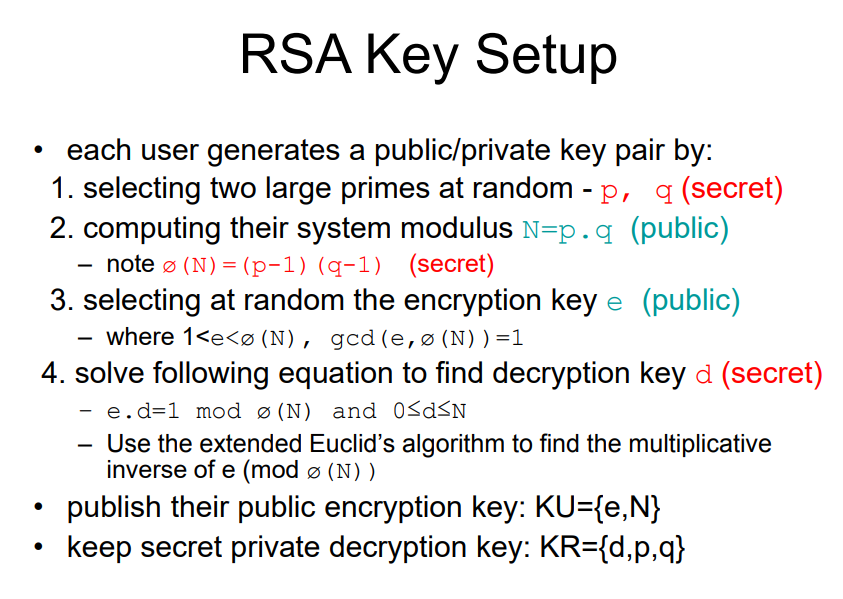 RSA Key Setup
• each user generates a public/private key pair by:
1. selecting two large primes at random - p, q (secret)
2. computing their system modulus N=p.q (public)
– note ø(N)=(p-1)(q-1) (secret)
3. selecting at random the encryption key e (public)
– where 1<e<ø(N), gcd(e,ø(N))=1
4. solve following equation to find decryption key d (secret)
– e.d=1 mod ø(N) and 0≤d≤N
– Use the extended Euclid's algorithm to find the multiplicative
inverse of e (mod ø(N))
• publish their public encryption key: KU={e,N}
• keep secret private decryption key: KR={d,p,q}